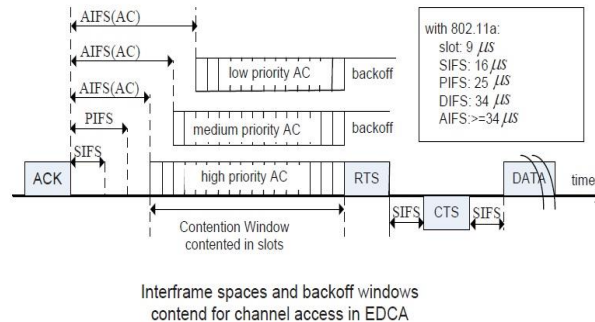 AIFS(AC)
AIFS(AC)
AIFS(AC)
PIFS
SIFS
ACK
low priority AC
backoff
medium priority AC
backoff
high priority AC
RTS
SIFS
CTS
SIFS
DATA
time
Contention Window
contented in slots
with 802.11a:
slot: 9 μs
SIFS: 16 μs
PIFS: 25 μs
DIFS: 34 μs
AIFS:>=34 μs
Interframe spaces and backoff windows
contend for channel access in EDCA